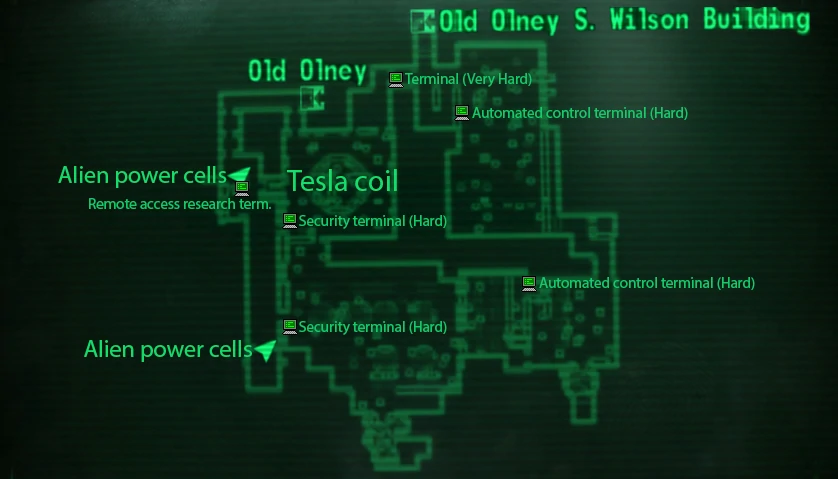 Old Olney S. Wilson Building
Old Olney
Terminal (Very Hard)
Automated control terminal (Hard)
Alien power cells
Tesla coil
Remote access research term.
Security terminal (Hard)
Automated control terminal (Hard)
Security terminal (Hard)
Alien power cells